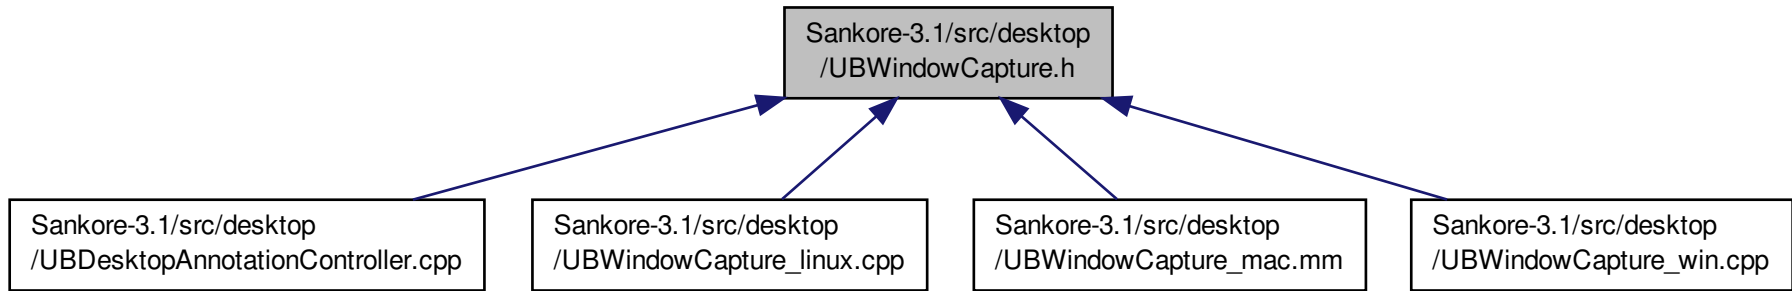 Sankore-3.1/src/desktop
/UBWindowCapture.h
Sankore-3.1/src/desktop
/UBDesktopAnnotationController.cpp
Sankore-3.1/src/desktop
/UBWindowCapture_linux.cpp
Sankore-3.1/src/desktop
/UBWindowCapture_mac.mm
Sankore-3.1/src/desktop
/UBWindowCapture_win.cpp